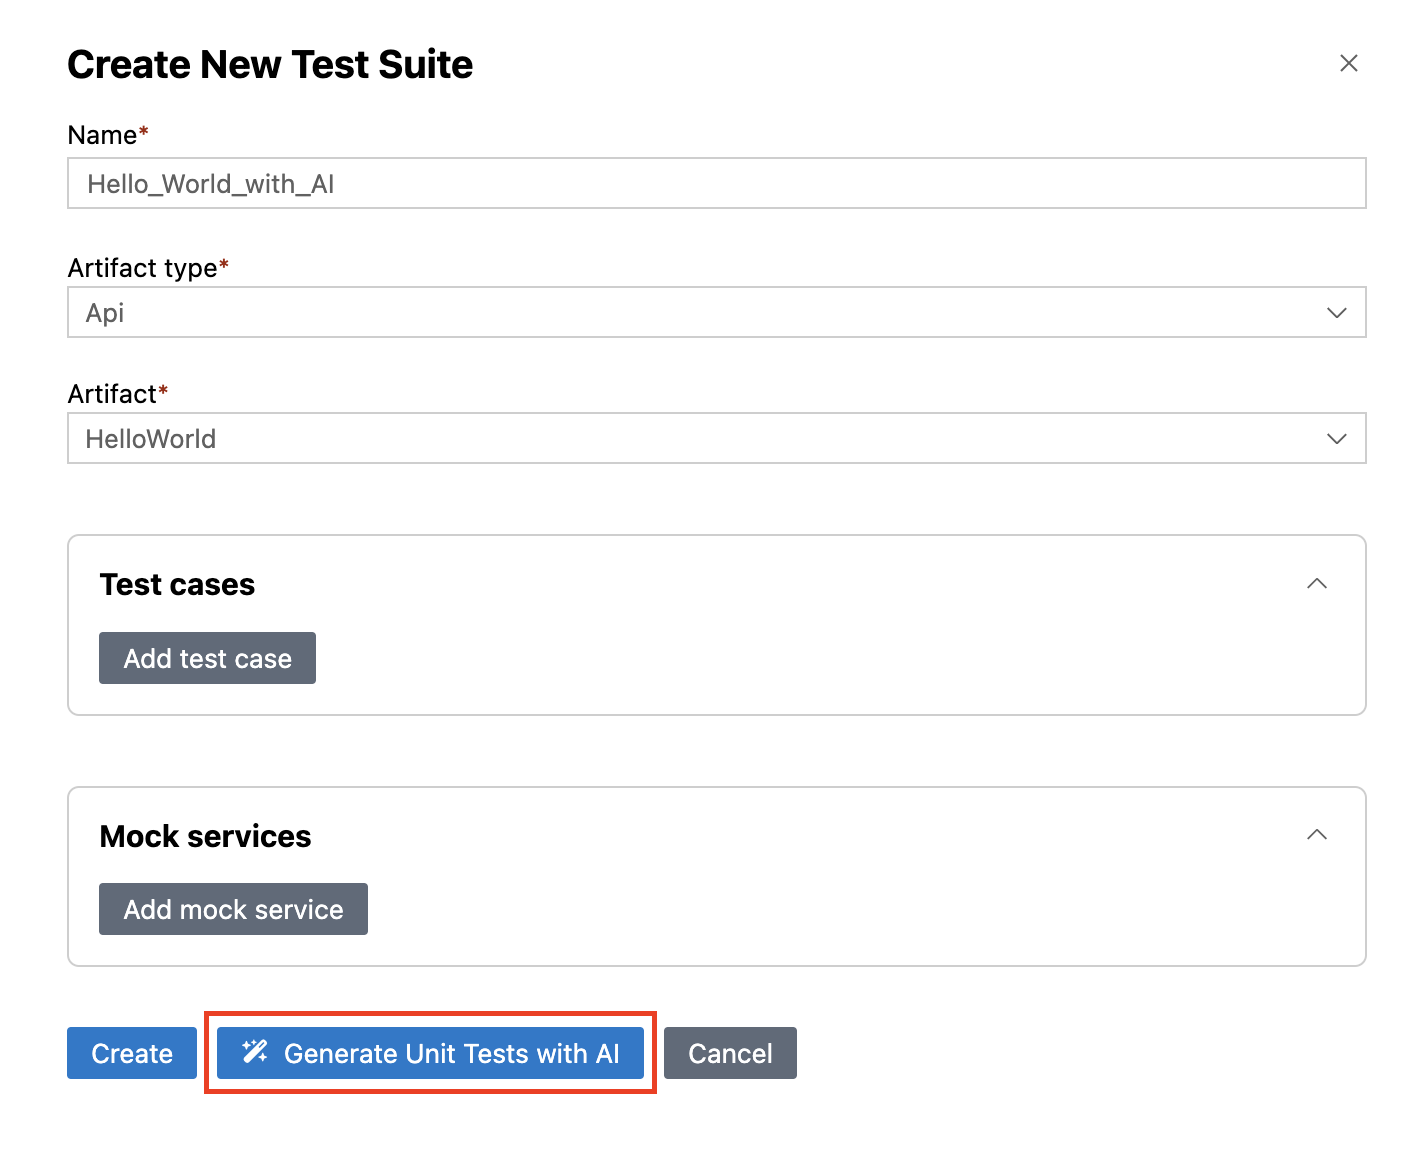 Create New Test Suite
Name*
Hello_World_with_AI
Artifact type*
Api
Artifact*
HelloWorld
Test cases
Add test case
Mock services
Add mock service
Create
Generate Unit Tests with AI
Cancel